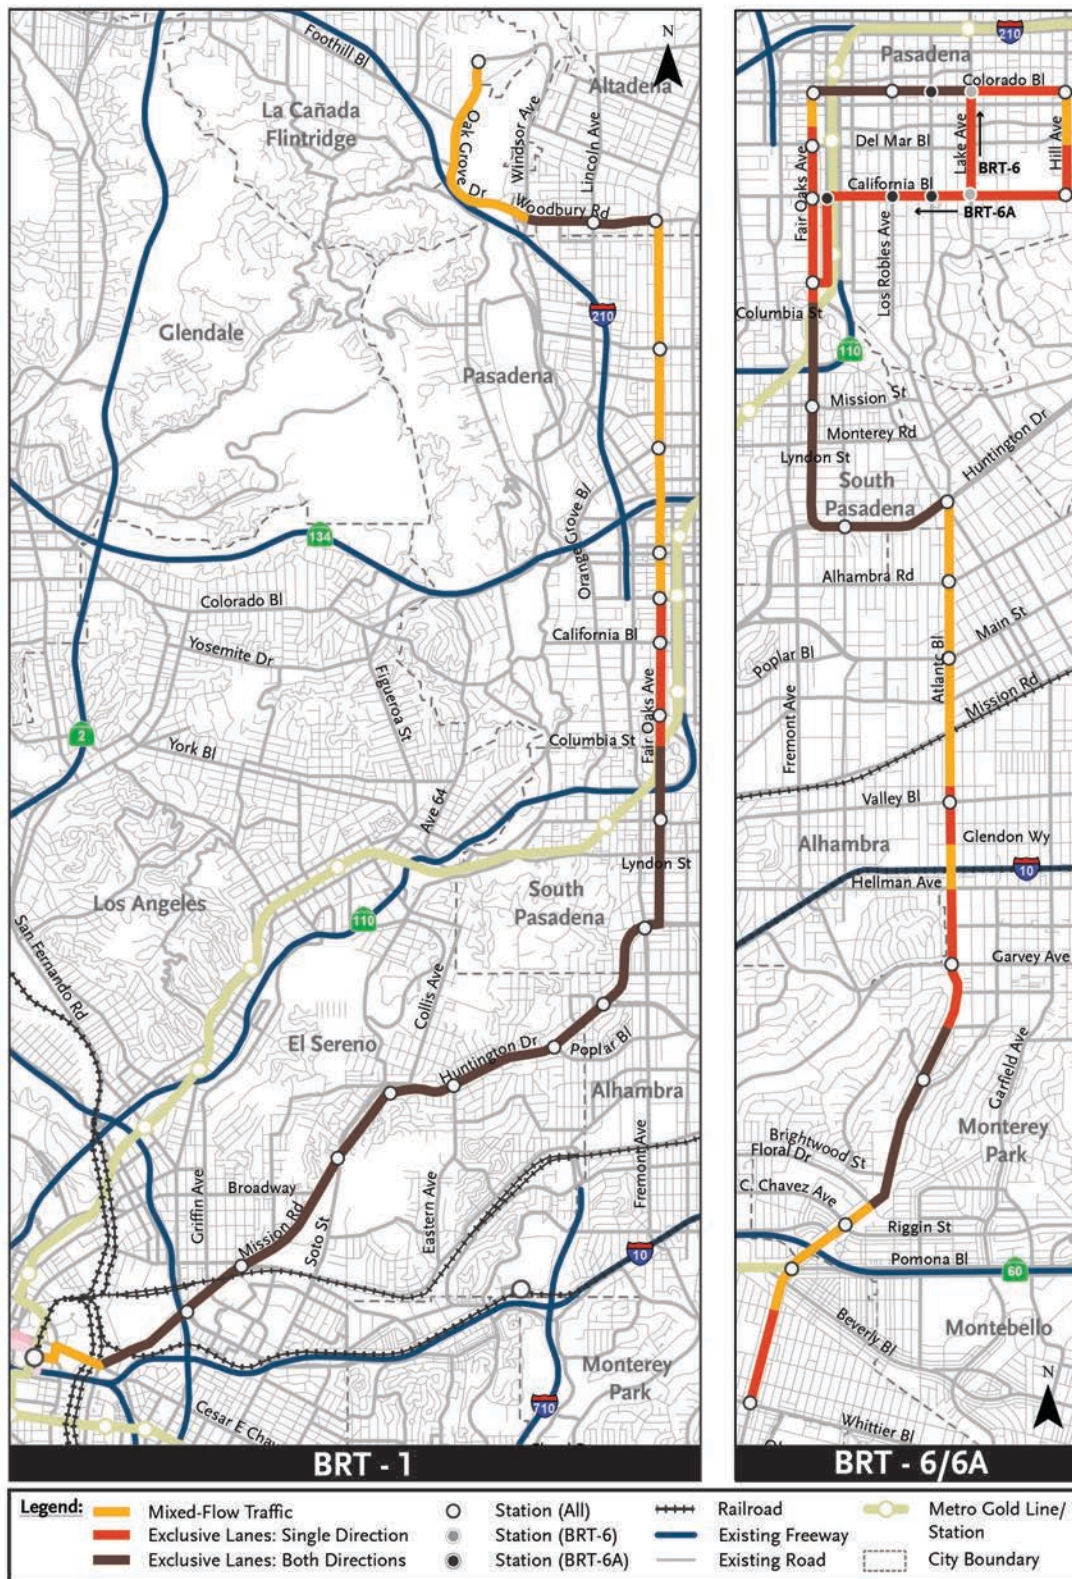 Foothill Bl
N
Altadena
La Cañada
Flintridge
Oak Grove Dr
Windsor Ave
Lincoln Ave
Woodbury Rd
210
Glendale
Pasadena
Orange Grove Bl
134
Colorado Bl
California Bl
Yosemite Dr
Figueroa St
Fair Oaks Ave
2
York Bl
Columbia St
Ave 64
Lyndon St
Los Angeles
South
Pasadena
110
San Fernando Rd
Collis Ave
El Sereno
Huntington Dr
Poplar Bl
Alhambra
Griffin Ave
Broadway
Mission Rd
Soto St
Eastern Ave
Fremont Ave
10
Monterey
Park
710
Cesar E Chav
BRT - 1
210
Pasadena
Colorado Bl
Del Mar Bl
Lake Ave
Hill Ave
BRT-6
Fair Oaks Ave
California Bl
BRT-6A
Los Robles Ave
Columbia St
110
Mission St
Monterey Rd
Huntington Dr
Lyndon St
South
Pasadena
Alhambra Rd
Main St
Atlantic Bl
Poplar Bl
Mission Rd
Fremont Ave
Valley Bl
Alhambra
Glendon Wy
10
Hellman Ave
Garvey Ave
Garfield Ave
Monterey
Park
Brightwood St
Floral Dr
C. Chavez Ave
Riggin St
Pomona Bl
60
Beverly Bl
Montebello
N
Whittier Bl
BRT - 6/6A
Legend:
Mixed-Flow Traffic
Exclusive Lanes: Single Direction
Exclusive Lanes: Both Directions
Station (All)
Station (BRT-6)
Station (BRT-6A)
Railroad
Existing Freeway
Existing Road
Metro Gold Line/
Station
City Boundary